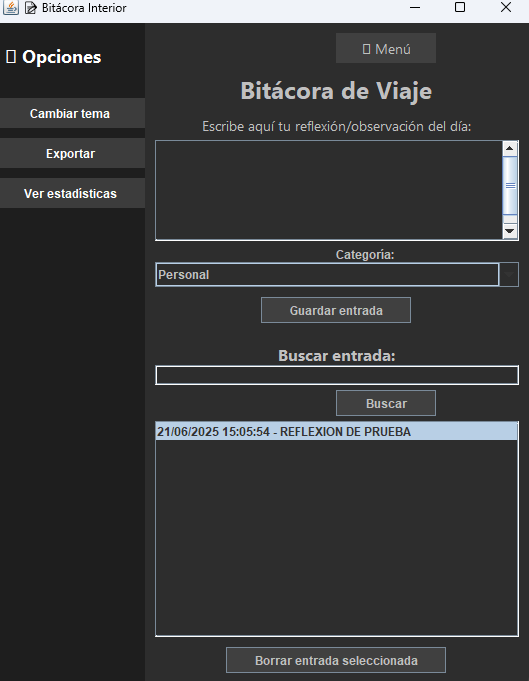 Bitácora Interior
Opciones
Cambiar tema
Exportar
Ver estadísticas
Menú
Bitácora de Viaje
Escribe aquí tu reflexión/observación del día:
Categoría:
Personal
Guardar entrada
Buscar entrada:
Buscar
21/06/2025 15:05:54 - REFLEXION DE PRUEBA
Borrar entrada seleccionada